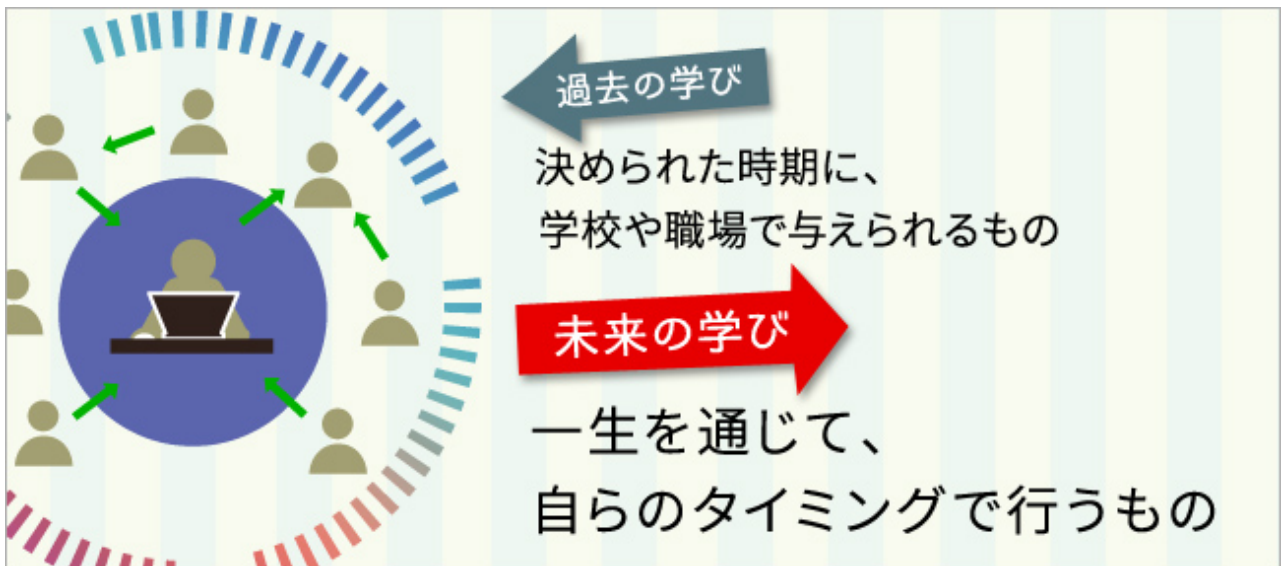 過去の学び
決められた時期に、
学校や職場で与えられるもの
未来の学び
一生を通じて、
自らのタイミングで行うもの